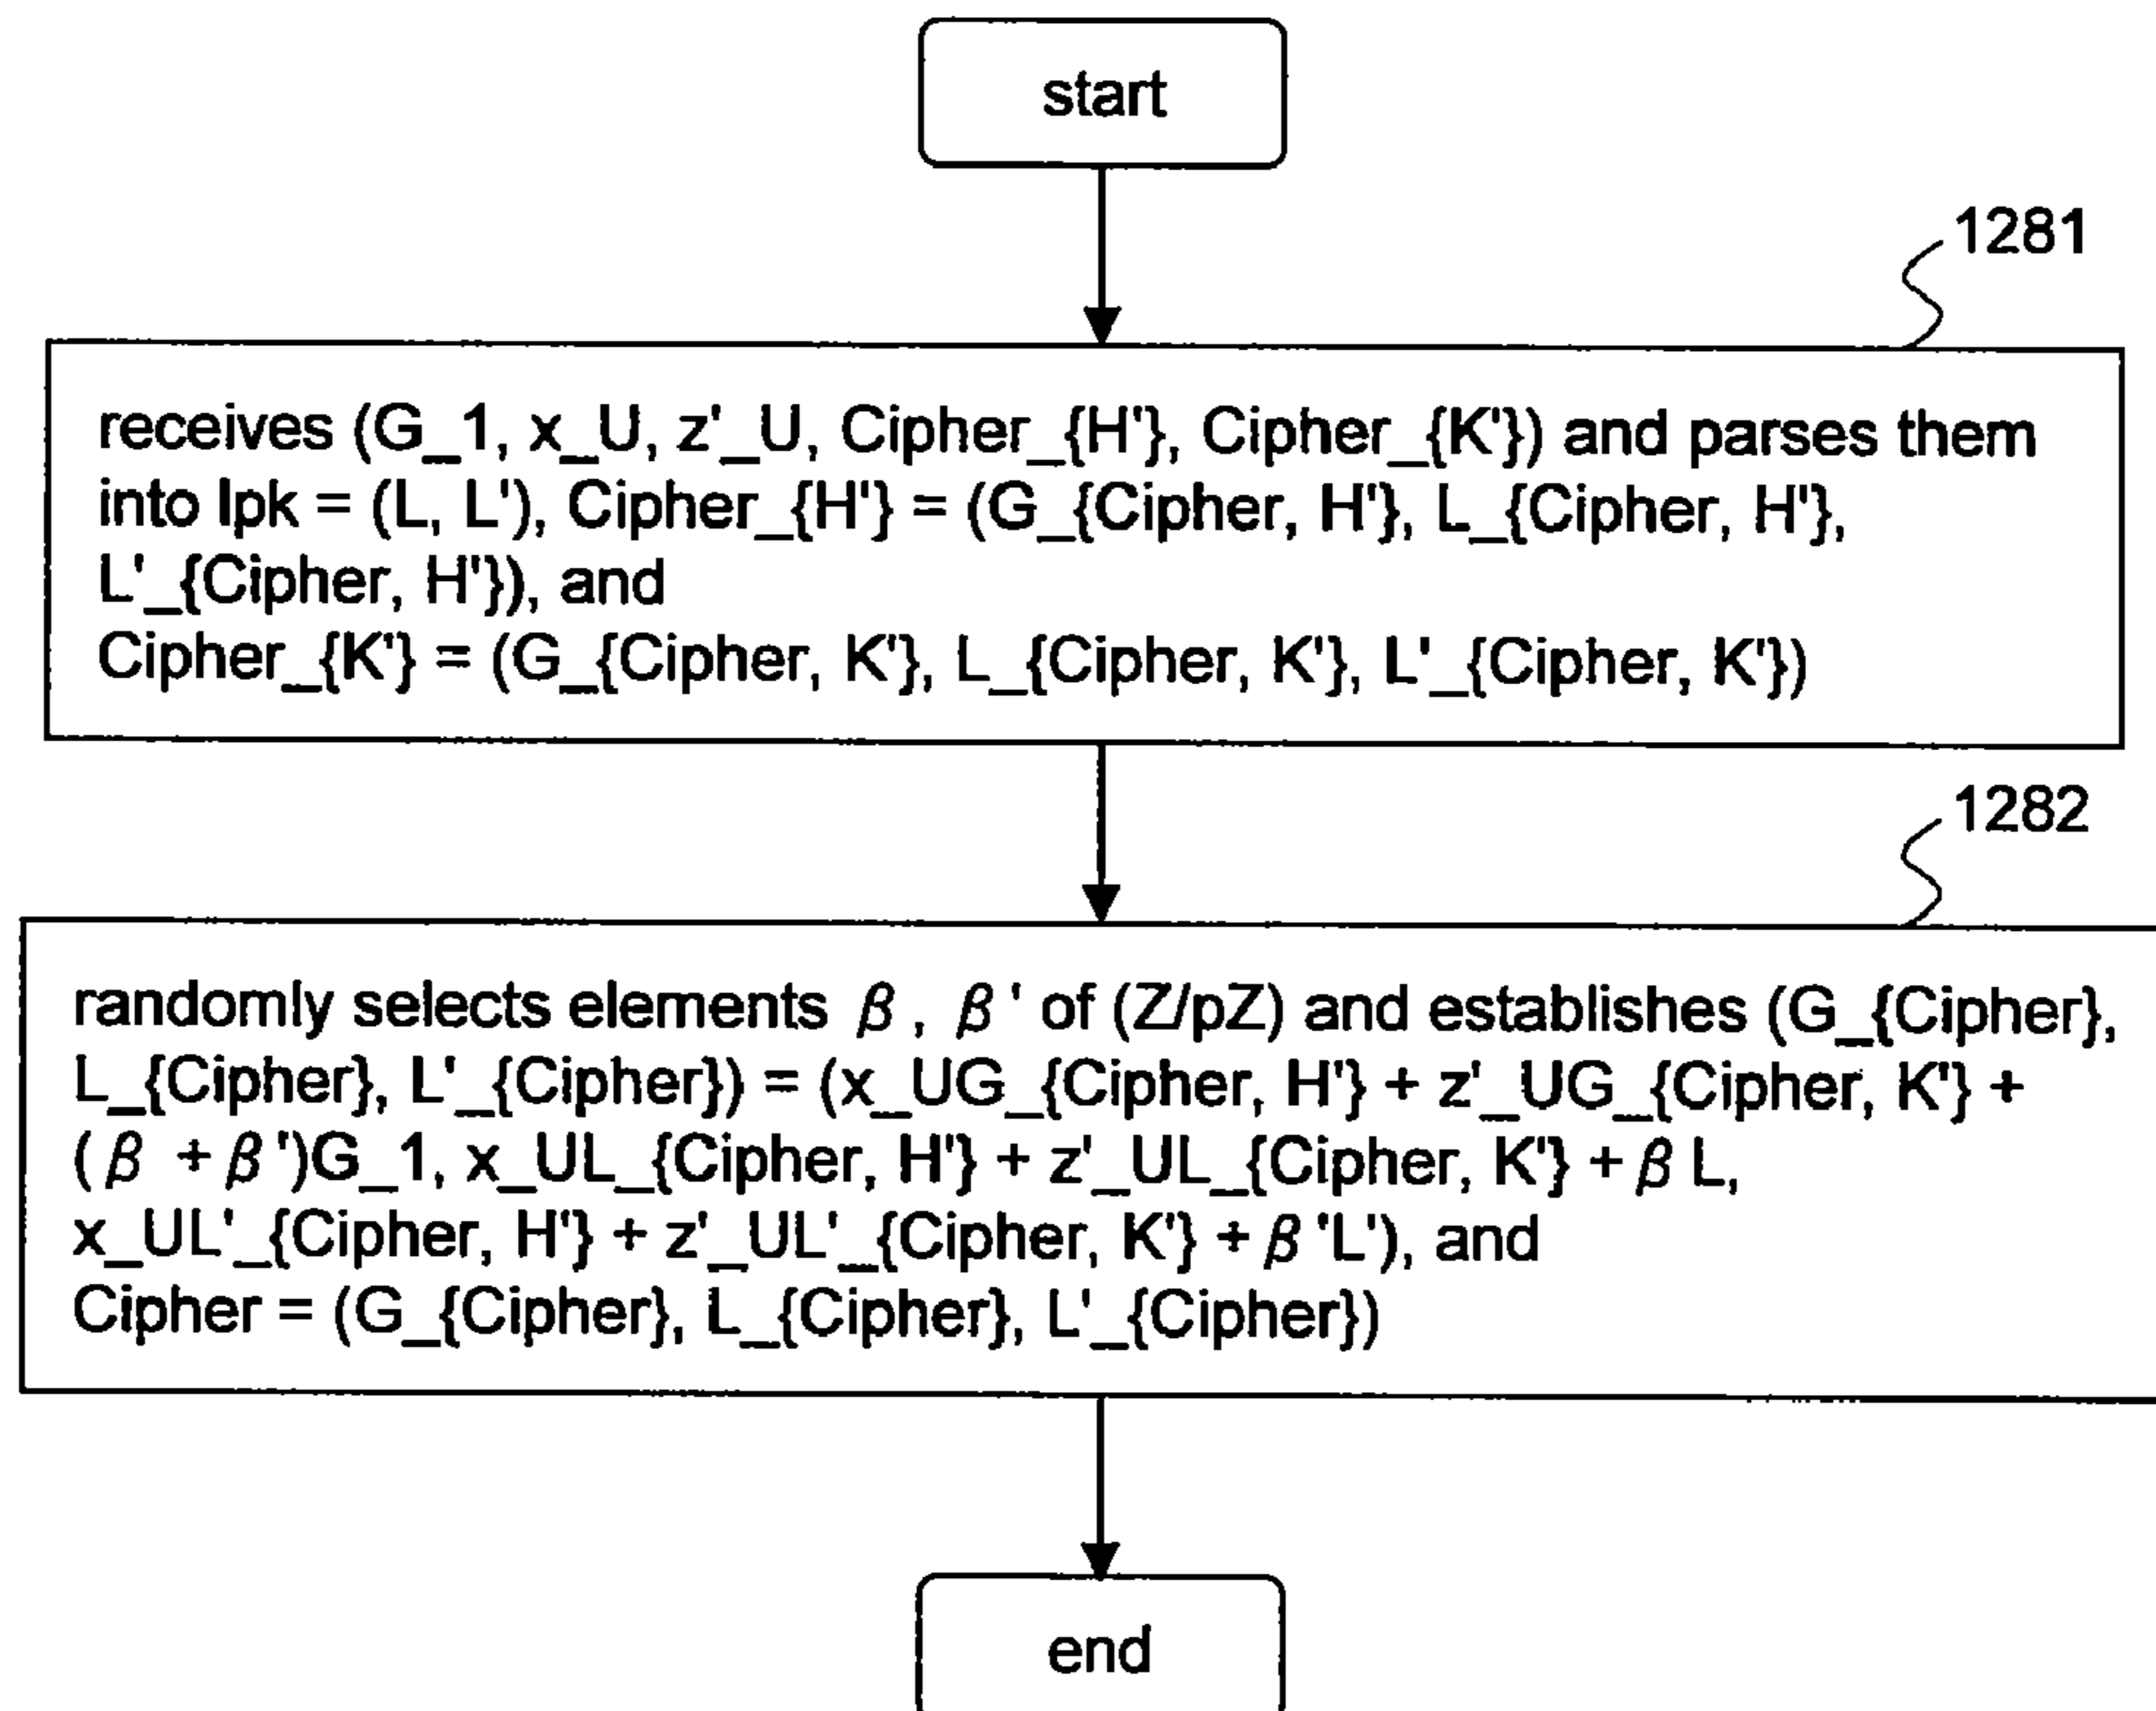 start
1281
receives (G_1, x_U, z'_U, Cipher_{H'}, Cipher_{K'}) and parses them
into lpk = (L, L'), Cipher_{H'} = (G_{Cipher, H'}, L_{Cipher, H'},
L'_{Cipher, H'}), and
Cipher_{K'} = (G_{Cipher, K'}, L_{Cipher, K'}, L'_{Cipher, K'})
1282
randomly selects elements β, β' of (Z/pZ) and establishes (G_{Cipher},
L_{Cipher}, L'_{Cipher}) = (x_UG_{Cipher, H'} + z'_UG_{Cipher, K'} +
(β + β')G_1, x_UL_{Cipher, H'} + z'_UL_{Cipher, K'} + β L,
x_UL'_{Cipher, H'} + z'_UL'_{Cipher, K'} + β'L'), and
Cipher = (G_{Cipher}, L_{Cipher}, L'_{Cipher})
end